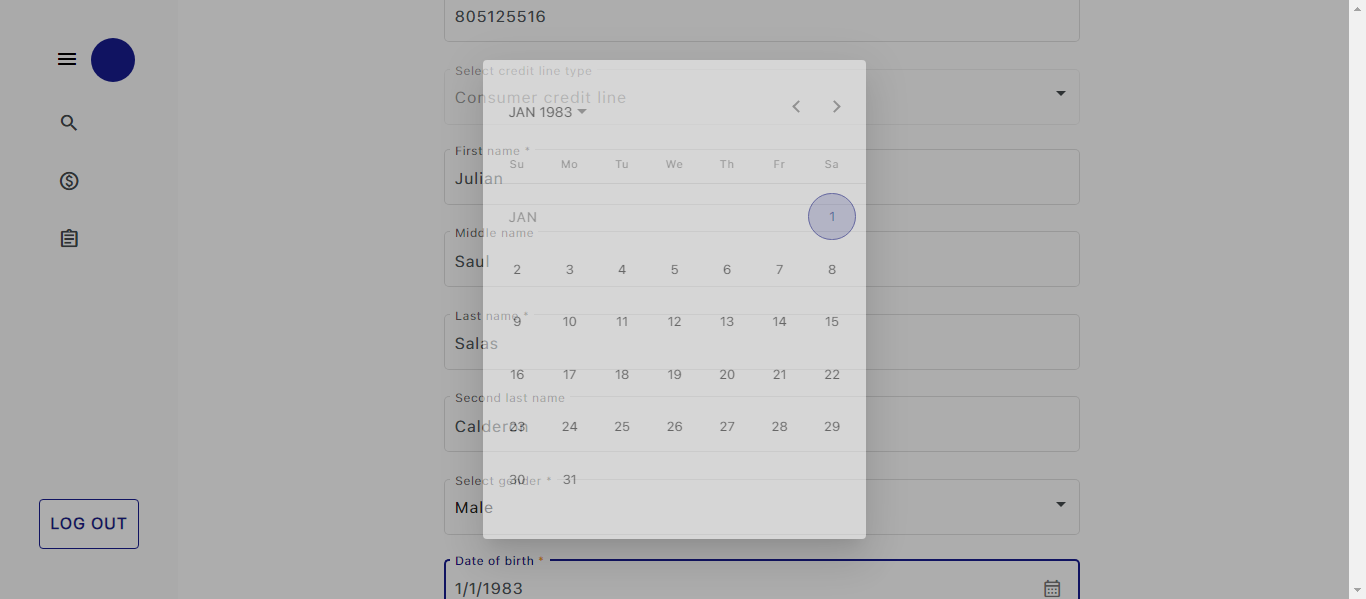 805125516
Select credit line type
Consumer credit line
JAN 1983
First name *
Su Mo Tu We Th Fr Sa
Julian
JAN 1
Middle name
Saul
2 3 4 5 6 7 8
Last name *
9 10 11 12 13 14 15
Salas
16 17 18 19 20 21 22
Second last name
Calderon
23 24 25 26 27 28 29
Select gender *
30 31
Male
LOG OUT
Date of birth *
1/1/1983